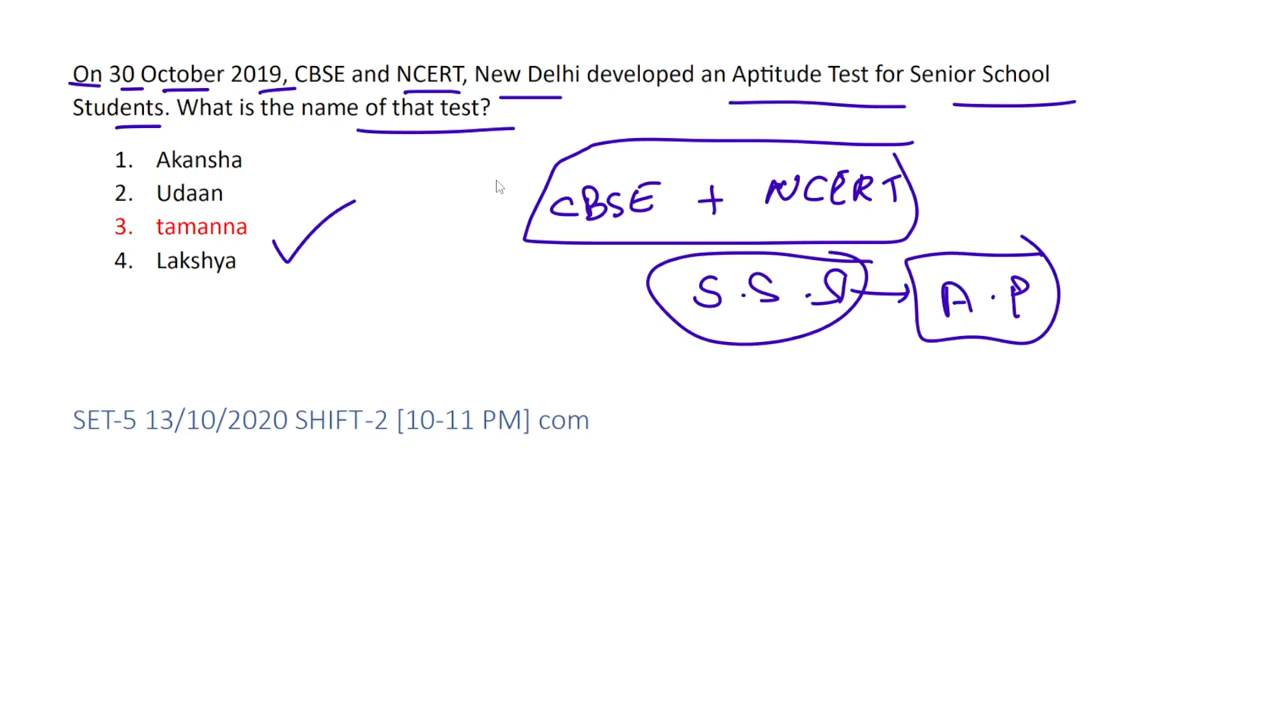 On 30 October 2019, CBSE and NCERT, New Delhi developed an Aptitude Test for Senior School
Students. What is the name of that test?
1. Akansha
2. Udaan
3. tamanna
4. Lakshya
CBSE + NCERT
S.S.S
A.P
SET-5 13/10/2020 SHIFT-2 [10-11 PM] com